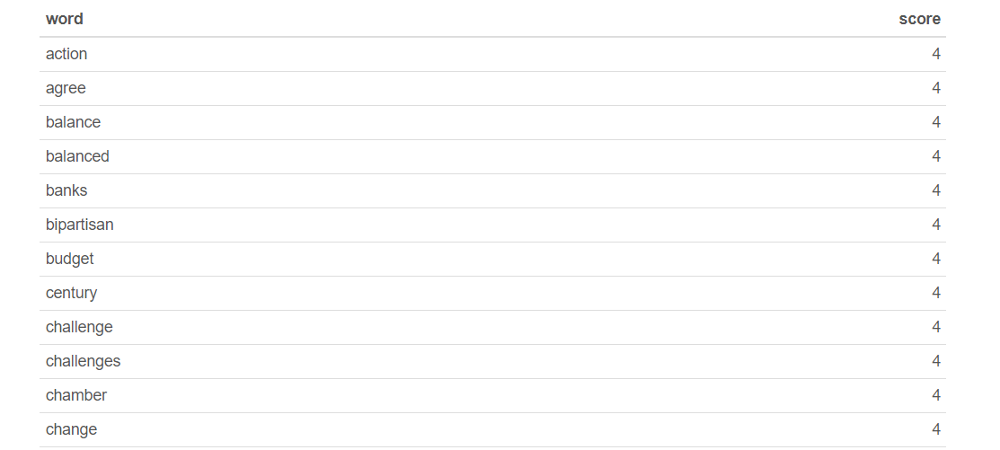 word score
action 4
agree 4
balance 4
balanced 4
banks 4
bipartisan 4
budget 4
century 4
challenge 4
challenges 4
chamber 4
change 4